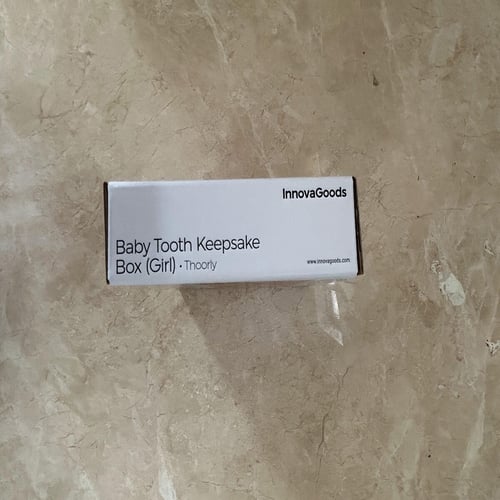 InnovaGoods
Baby Tooth Keepsake
Box (Girl) • Thoorly
www.innovagoods.com